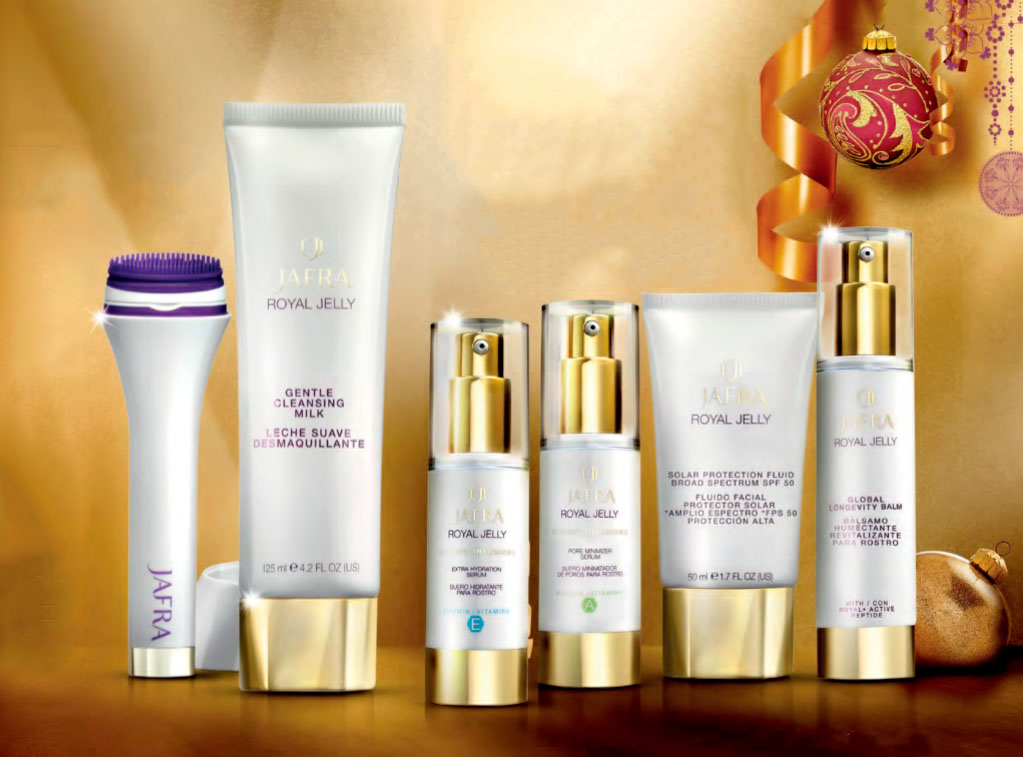 JAFRA
JAFRA
ROYAL JELLY
GENTLE
CLEANSING
MILK
LECHE SUAVE
DESMAQUILLANTE
125 ml ℮ 4.2 FL OZ (US)
JAFRA
ROYAL JELLY
EXTRA HYDRATION
SERUM
SUERO HIDRATANTE
PARA ROSTRO
VITAMIN / VITAMINA
E
JAFRA
ROYAL JELLY
PORE MINIMIZER
SERUM
SUERO MINIMIZADOR
DE POROS PARA ROSTRO
VITAMIN / VITAMINA
A
JAFRA
ROYAL JELLY
SOLAR PROTECTION FLUID
BROAD SPECTRUM SPF 50
FLUIDO FACIAL
PROTECTOR SOLAR
*AMPLIO ESPECTRO *FPS 50
PROTECCIÓN ALTA
50 ml ℮ 1.7 FL OZ (US)
JAFRA
ROYAL JELLY
GLOBAL
LONGEVITY BALM
BÁLSAMO
HUMECTANTE
REVITALIZANTE
PARA ROSTRO
WITH / CON
ROYAL+ ACTIVE
PEPTIDE